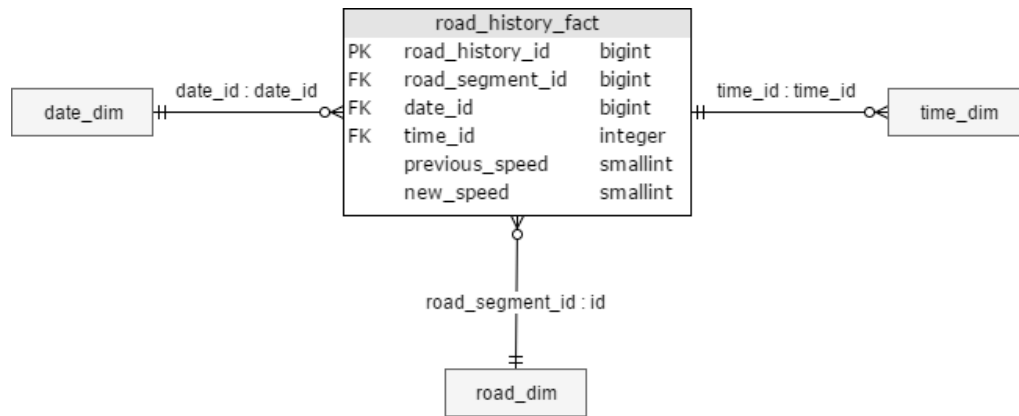 road_history_fact
PK road_history_id bigint
FK road_segment_id bigint
FK date_id bigint
FK time_id integer
previous_speed smallint
new_speed smallint
date_dim
date_id : date_id
time_id : time_id
time_dim
road_segment_id : id
road_dim